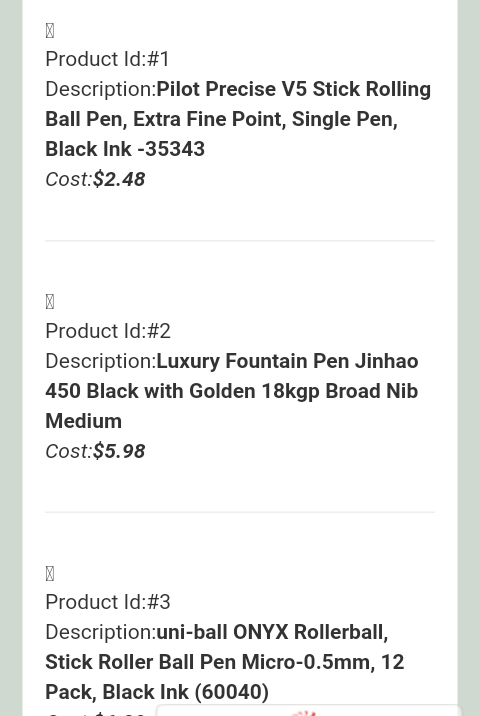 Product Id:#1
Description:Pilot Precise V5 Stick Rolling
Ball Pen, Extra Fine Point, Single Pen,
Black Ink -35343
Cost:$2.48
Product Id:#2
Description:Luxury Fountain Pen Jinhao
450 Black with Golden 18kgp Broad Nib
Medium
Cost:$5.98
Product Id:#3
Description:uni-ball ONYX Rollerball,
Stick Roller Ball Pen Micro-0.5mm, 12
Pack, Black Ink (60040)